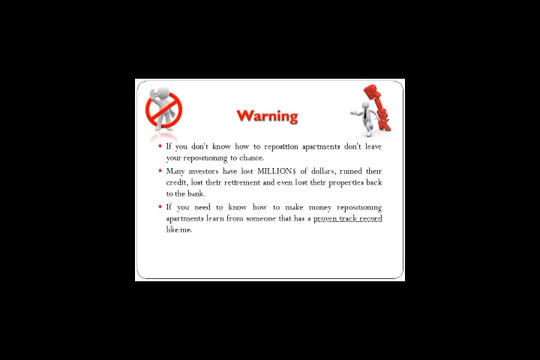 Warning
• If you don't know how to reposition apartments don't leave
your repositioning to chance.
• Many investors have lost MILLION$ of dollars, ruined their
credit, lost their retirement and even lost their properties back
to the bank.
• If you need to know how to make money repositioning
apartments learn from someone that has a proven track record
like me.